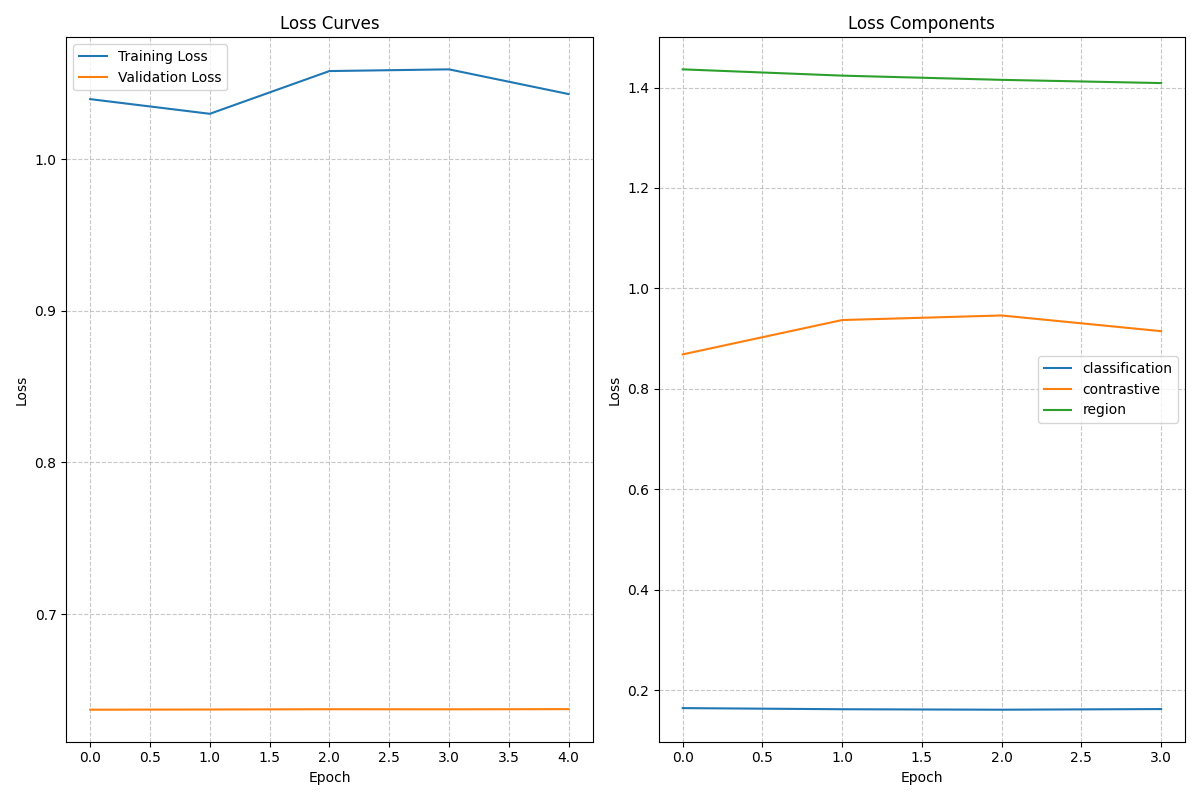 Loss Curves
Training Loss
Validation Loss
1.0
0.9
0.8
0.7
Loss
0.0 0.5 1.0 1.5 2.0 2.5 3.0 3.5 4.0
Epoch
Loss Components
1.4
1.2
1.0
0.8
0.6
0.4
0.2
Loss
classification
contrastive
region
0.0 0.5 1.0 1.5 2.0 2.5 3.0
Epoch